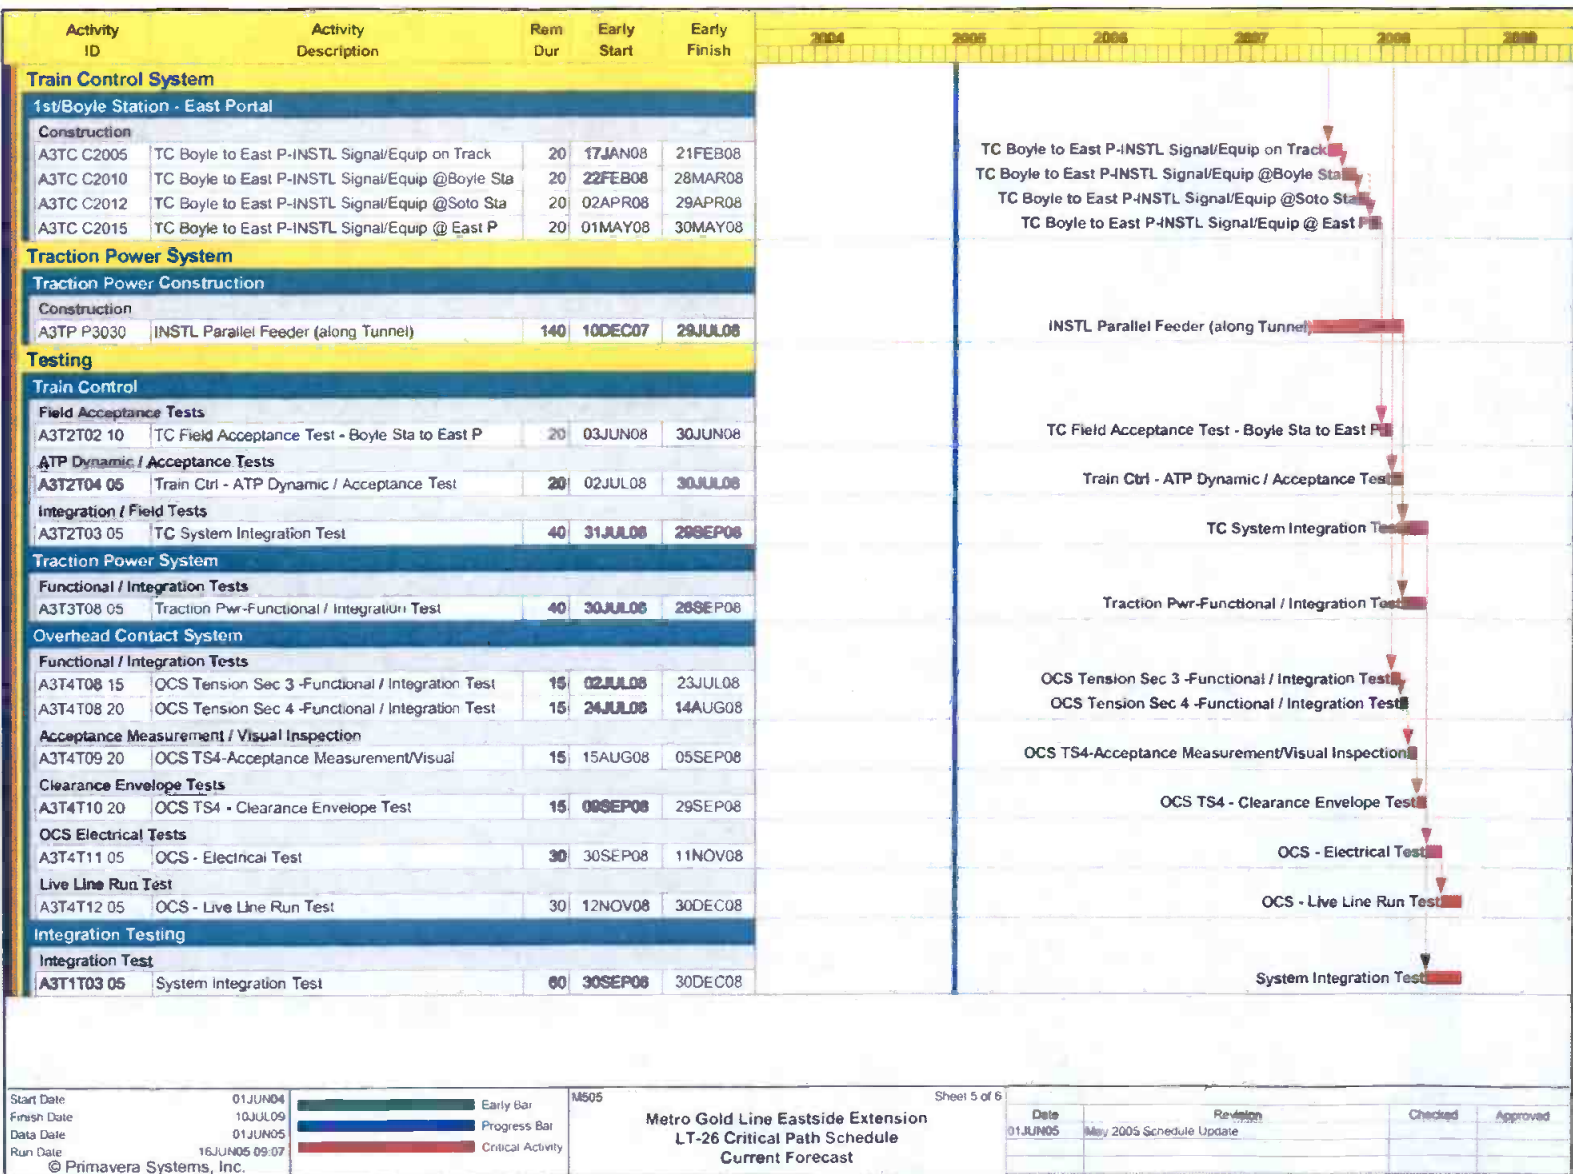 Activity ID Activity Description Rem Dur Early Start Early Finish 2004 2005 2006 2007 2008 2009
Train Control System
1st/Boyle Station - East Portal
Construction
A3TC C2005 TC Boyle to East P-INSTL Signal/Equip on Track 20 17JAN08 21FEB08 TC Boyle to East P-INSTL Signal/Equip on Track
A3TC C2010 TC Boyle to East P-INSTL Signal/Equip @Boyle Sta 20 22FEB08 28MAR08 TC Boyle to East P-INSTL Signal/Equip @Boyle Sta
A3TC C2012 TC Boyle to East P-INSTL Signal/Equip @Soto Sta 20 02APR08 29APR08 TC Boyle to East P-INSTL Signal/Equip @Soto Sta
A3TC C2015 TC Boyle to East P-INSTL Signal/Equip @ East P 20 01MAY08 30MAY08 TC Boyle to East P-INSTL Signal/Equip @ East P
Traction Power System
Traction Power Construction
Construction
A3TP P3030 INSTL Parallel Feeder (along Tunnel) 140 10DEC07 29JUL08 INSTL Parallel Feeder (along Tunnel)
Testing
Train Control
Field Acceptance Tests
A3T2T02 10 TC Field Acceptance Test - Boyle Sta to East P 20 03JUN08 30JUN08 TC Field Acceptance Test - Boyle Sta to East P
ATP Dynamic / Acceptance Tests
A3T2T04 05 Train Ctrl - ATP Dynamic / Acceptance Test 20 02JUL08 30JUL08 Train Ctrl - ATP Dynamic / Acceptance Test
Integration / Field Tests
A3T2T03 05 TC System Integration Test 40 31JUL08 29SEP08 TC System Integration Test
Traction Power System
Functional / Integration Tests
A3T3T08 05 Traction Pwr-Functional / Integration Test 40 30JUL08 26SEP08 Traction Pwr-Functional / Integration Test
Overhead Contact System
Functional / Integration Tests
A3T4T08 15 OCS Tension Sec 3 -Functional / Integration Test 15 02JUL08 23JUL08 OCS Tension Sec 3 -Functional / Integration Test
A3T4T08 20 OCS Tension Sec 4 -Functional / Integration Test 15 24JUL08 14AUG08 OCS Tension Sec 4 -Functional / Integration Test
Acceptance Measurement / Visual Inspection
A3T4T09 20 OCS TS4-Acceptance Measurement/Visual 15 15AUG08 05SEP08 OCS TS4-Acceptance Measurement/Visual Inspection
Clearance Envelope Tests
A3T4T10 20 OCS TS4 - Clearance Envelope Test 15 09SEP08 29SEP08 OCS TS4 - Clearance Envelope Test
OCS Electrical Tests
A3T4T11 05 OCS - Electrical Test 30 30SEP08 11NOV08 OCS - Electrical Test
Live Line Run Test
A3T4T12 05 OCS - Live Line Run Test 30 12NOV08 30DEC08 OCS - Live Line Run Test
Integration Testing
Integration Test
A3T1T03 05 System Integration Test 60 30SEP08 30DEC08 System Integration Test
Start Date 01JUN04
Finish Date 10JUL09
Data Date 01JUN05
Run Date 16JUN05 09:07
© Primavera Systems, Inc.
Early Bar
Progress Bar
Critical Activity
M505 Sheet 5 of 6
Metro Gold Line Eastside Extension
LT-26 Critical Path Schedule
Current Forecast
Date Revision Checked Approved
01JUN05 May 2005 Schedule Update